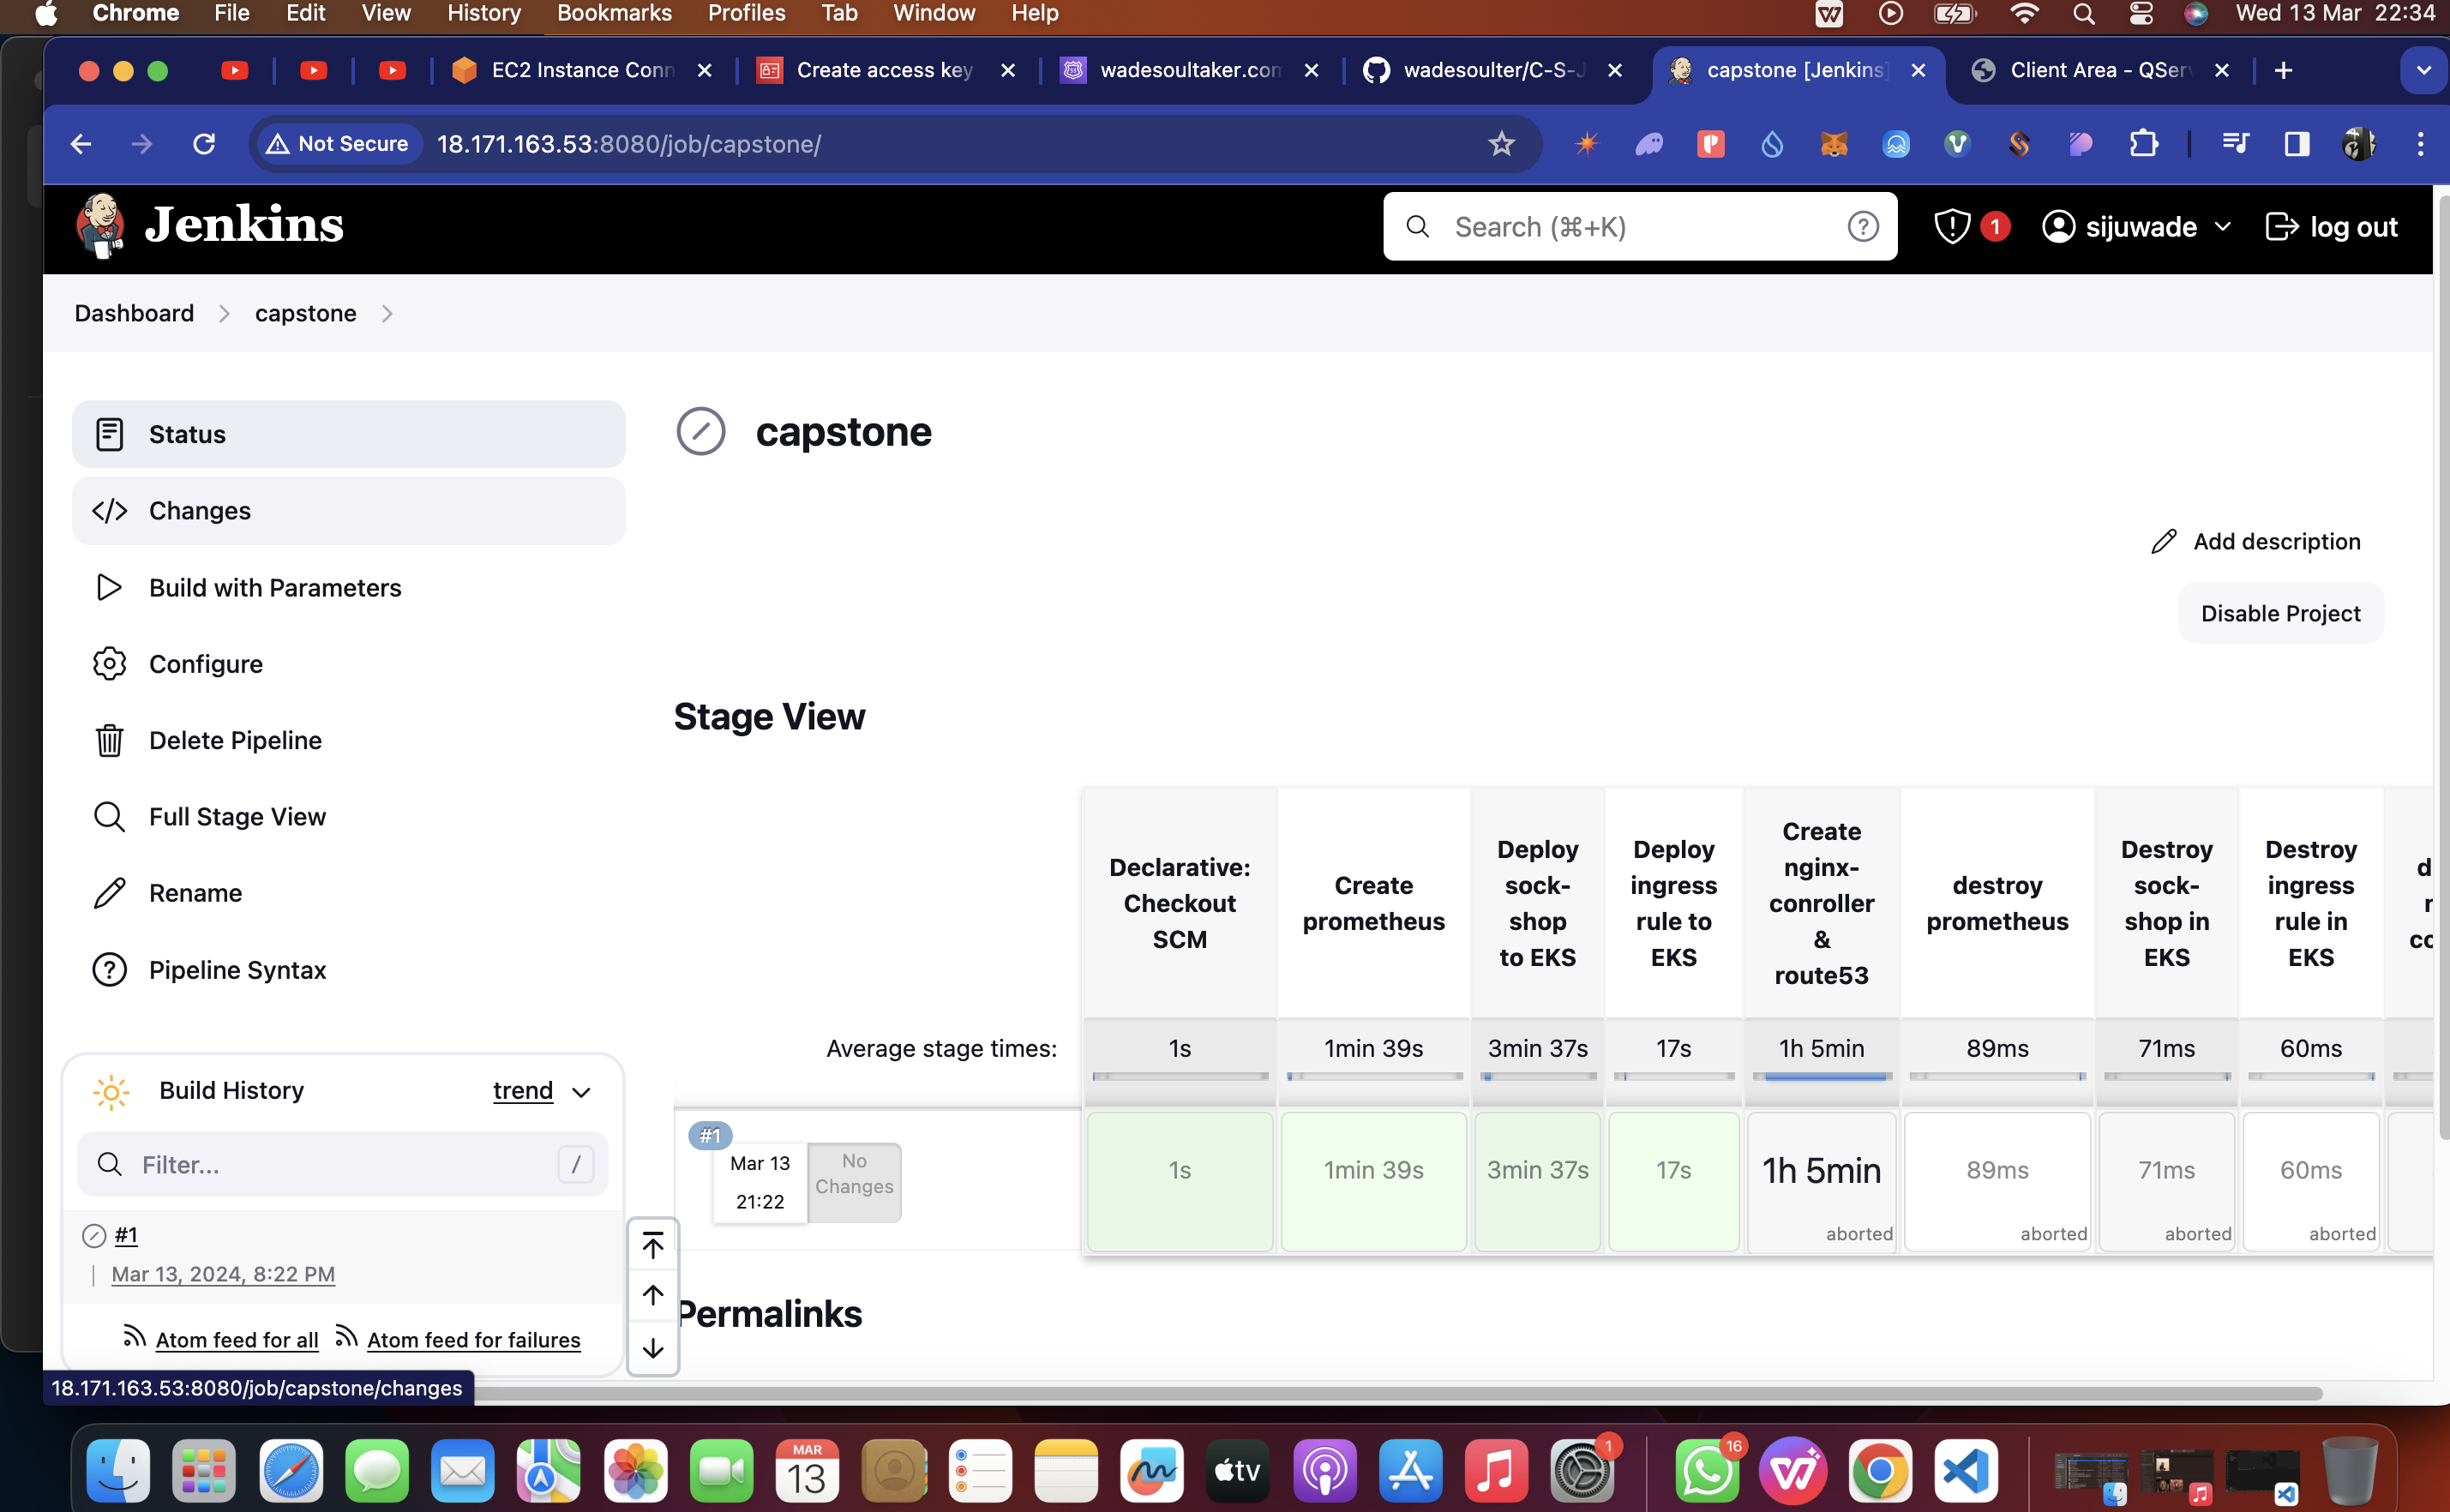 Chrome File Edit View History Bookmarks Profiles Tab Window Help Wed 13 Mar 22:34
EC2 Instance Conn
Create access key
wadesoultaker.com
wadesoulter/C-S-J
capstone [Jenkins]
Client Area - QServ
Not Secure 18.171.163.53:8080/job/capstone/
Jenkins
Search (⌘+K)
1
sijuwade
log out
Dashboard capstone
Status
Changes
Build with Parameters
Configure
Delete Pipeline
Full Stage View
Rename
Pipeline Syntax
Build History trend
Filter... /
#1
Mar 13, 2024, 8:22 PM
Atom feed for all Atom feed for failures
18.171.163.53:8080/job/capstone/changes
capstone
Add description
Disable Project
Stage View
Declarative:
Checkout
SCM
Create
prometheus
Deploy
sock-
shop
to EKS
Deploy
ingress
rule to
EKS
Create
nginx-
conroller
&
route53
destroy
prometheus
Destroy
sock-
shop in
EKS
Destroy
ingress
rule in
EKS
Average stage times: 1s 1min 39s 3min 37s 17s 1h 5min 89ms 71ms 60ms
#1
Mar 13
21:22
No
Changes
1s 1min 39s 3min 37s 17s 1h 5min 89ms 71ms 60ms
aborted aborted aborted aborted
Permalinks
MAR
13
tv
1
16